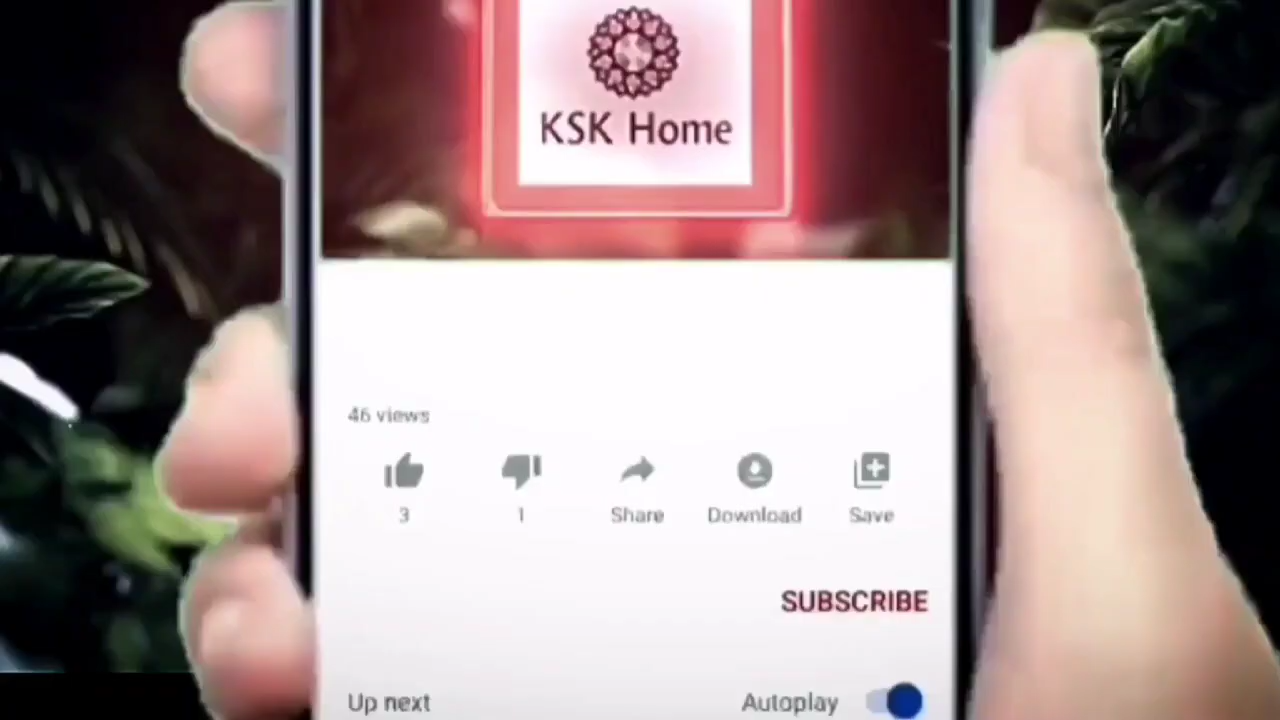 KSK Home
46 views
3
1
Share
Download
Save
SUBSCRIBE
Up next
Autoplay